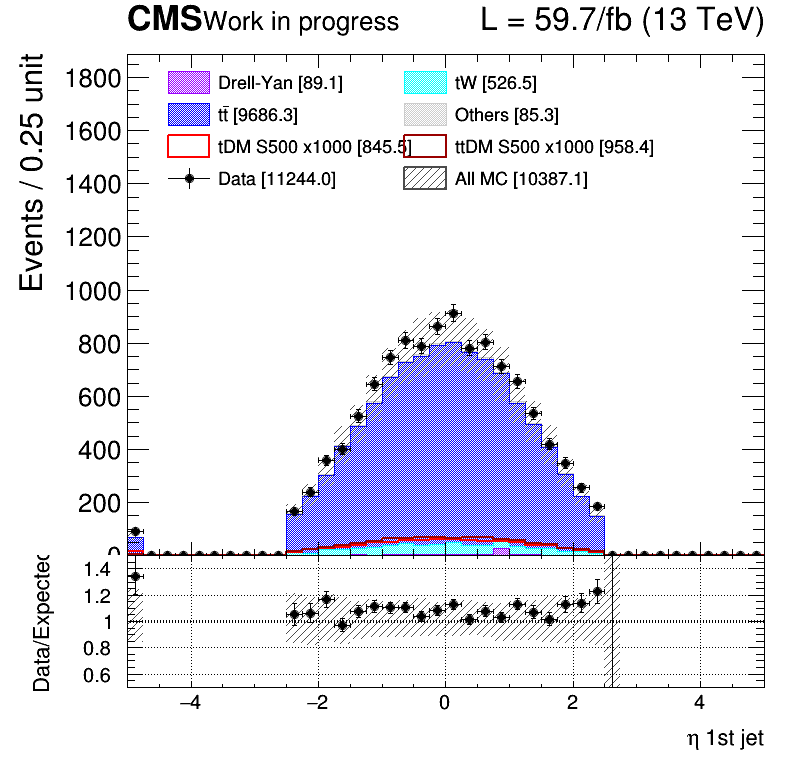 CMS Work in progress L = 59.7/fb (13 TeV)
Events / 0.25 unit
1800
1600
1400
1200
1000
800
600
400
200
0
Drell-Yan [89.1] tW [526.5]
tt̄ [9686.3] Others [85.3]
tDM S500 x1000 [845.5] ttDM S500 x1000 [958.4]
Data [11244.0] All MC [10387.1]
Data/Expected
1.4
1.2
1
0.8
0.6
−4 −2 0 2 4
η 1st jet